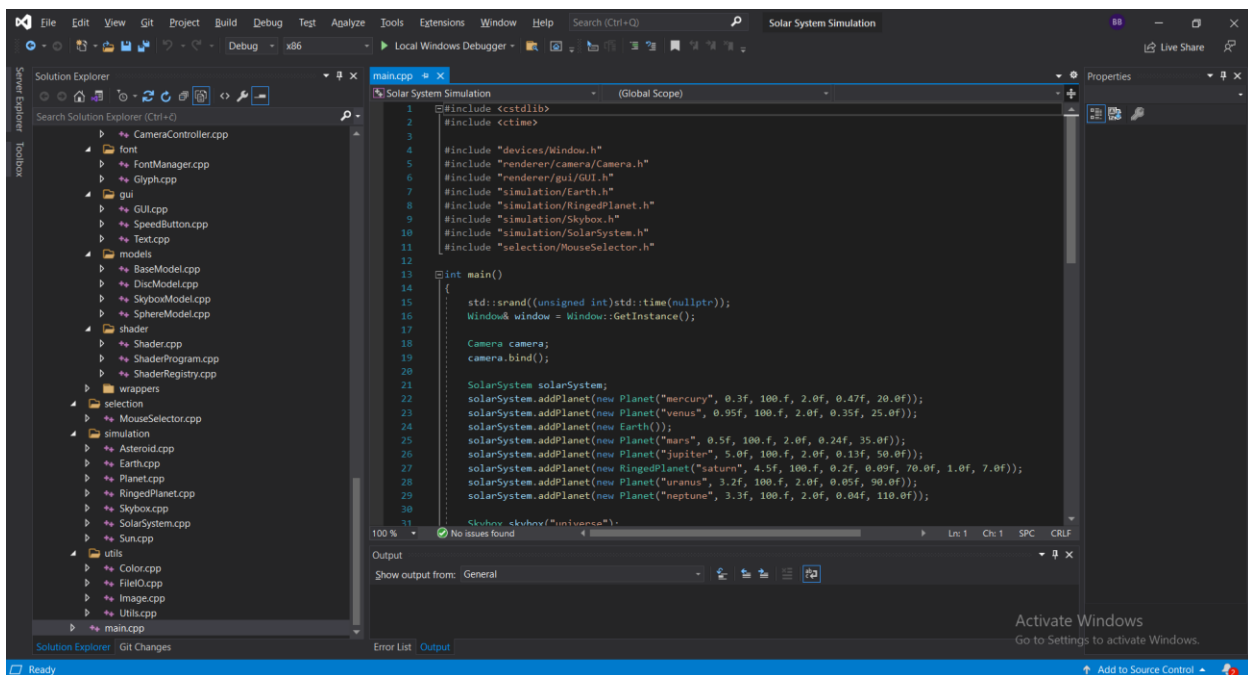 File Edit View Git Project Build Debug Test Analyze Tools Extensions Window Help Search (Ctrl+Q) Solar System Simulation BB
Debug x86 Local Windows Debugger Live Share
Server Explorer
Toolbox
Solution Explorer
Search Solution Explorer (Ctrl+č)
CameraController.cpp
font
FontManager.cpp
Glyph.cpp
gui
GUI.cpp
SpeedButton.cpp
Text.cpp
models
BaseModel.cpp
DiscModel.cpp
SkyboxModel.cpp
SphereModel.cpp
shader
Shader.cpp
ShaderProgram.cpp
ShaderRegistry.cpp
wrappers
selection
MouseSelector.cpp
simulation
Asteroid.cpp
Earth.cpp
Planet.cpp
RingedPlanet.cpp
Skybox.cpp
SolarSystem.cpp
Sun.cpp
utils
Color.cpp
FileIO.cpp
Image.cpp
Utils.cpp
main.cpp
Solution Explorer Git Changes
main.cpp
Solar System Simulation (Global Scope)
1 #include <cstdlib>
2 #include <ctime>
3
4 #include "devices/Window.h"
5 #include "renderer/camera/Camera.h"
6 #include "renderer/gui/GUI.h"
7 #include "simulation/Earth.h"
8 #include "simulation/RingedPlanet.h"
9 #include "simulation/Skybox.h"
10 #include "simulation/SolarSystem.h"
11 #include "selection/MouseSelector.h"
12
13 int main()
14 {
15 std::srand((unsigned int)std::time(nullptr));
16 Window& window = Window::GetInstance();
17
18 Camera camera;
19 camera.bind();
20
21 SolarSystem solarSystem;
22 solarSystem.addPlanet(new Planet("mercury", 0.3f, 100.f, 2.0f, 0.47f, 20.0f));
23 solarSystem.addPlanet(new Planet("venus", 0.95f, 100.f, 2.0f, 0.35f, 25.0f));
24 solarSystem.addPlanet(new Earth());
25 solarSystem.addPlanet(new Planet("mars", 0.5f, 100.f, 2.0f, 0.24f, 35.0f));
26 solarSystem.addPlanet(new Planet("jupiter", 5.0f, 100.f, 2.0f, 0.13f, 50.0f));
27 solarSystem.addPlanet(new RingedPlanet("saturn", 4.5f, 100.f, 0.2f, 0.09f, 70.0f, 1.0f, 7.0f));
28 solarSystem.addPlanet(new Planet("uranus", 3.2f, 100.f, 2.0f, 0.05f, 90.0f));
29 solarSystem.addPlanet(new Planet("neptune", 3.3f, 100.f, 2.0f, 0.04f, 110.0f));
30
31 Skybox skybox("universe");
100 % No issues found Ln: 1 Ch: 1 SPC CRLF
Output
Show output from: General
Error List Output
Properties
Activate Windows
Go to Settings to activate Windows.
Ready Add to Source Control 2